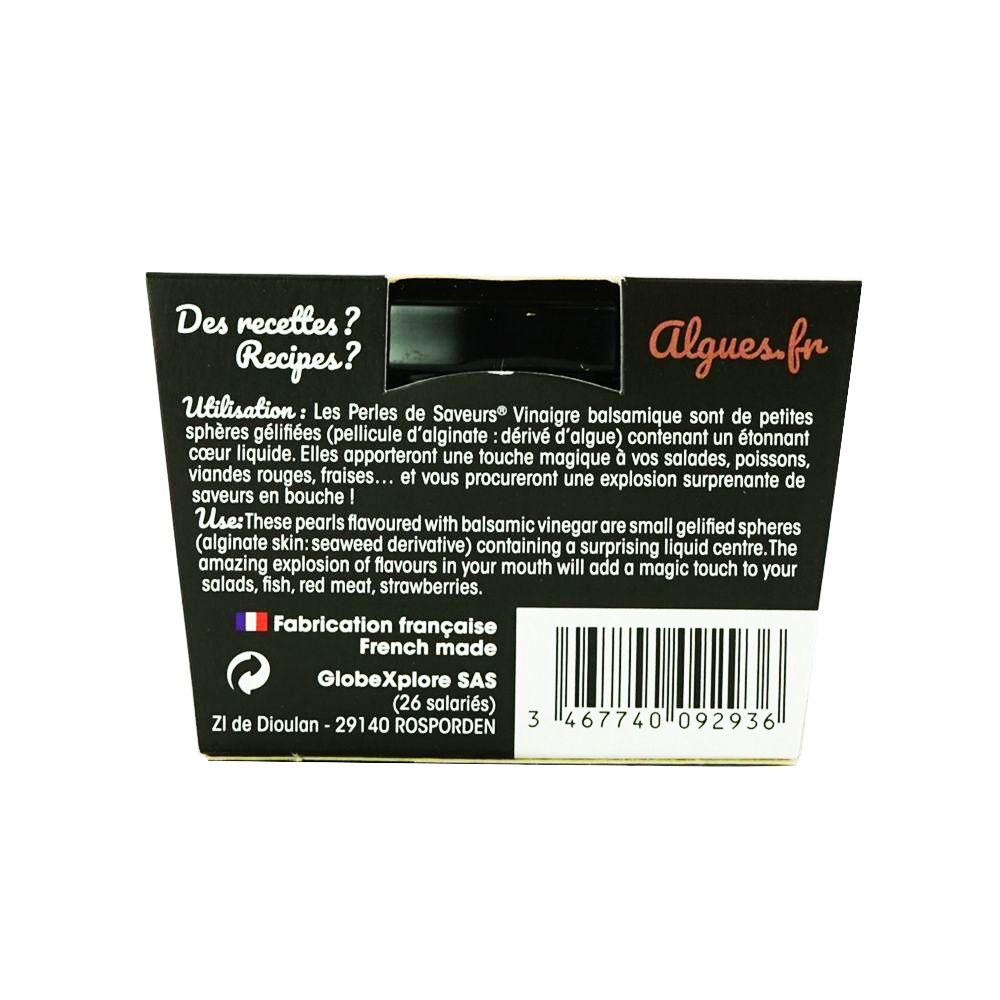 Des recettes ?
Recipes ?
Algues.fr
Utilisation : Les Perles de Saveurs® Vinaigre balsamique sont de petites
sphères gélifiées (pellicule d'alginate : dérivé d'algue) contenant un étonnant
cœur liquide. Elles apporteront une touche magique à vos salades, poissons,
viandes rouges, fraises... et vous procureront une explosion surprenante de
saveurs en bouche !
Use: These pearls flavoured with balsamic vinegar are small gelified spheres
(alginate skin: seaweed derivative) containing a surprising liquid centre. The
amazing explosion of flavours in your mouth will add a magic touch to your
salads, fish, red meat, strawberries.
Fabrication française
French made
GlobeXplore SAS
(26 salariés)
ZI de Dioulan - 29140 ROSPORDEN
3 467740 092936